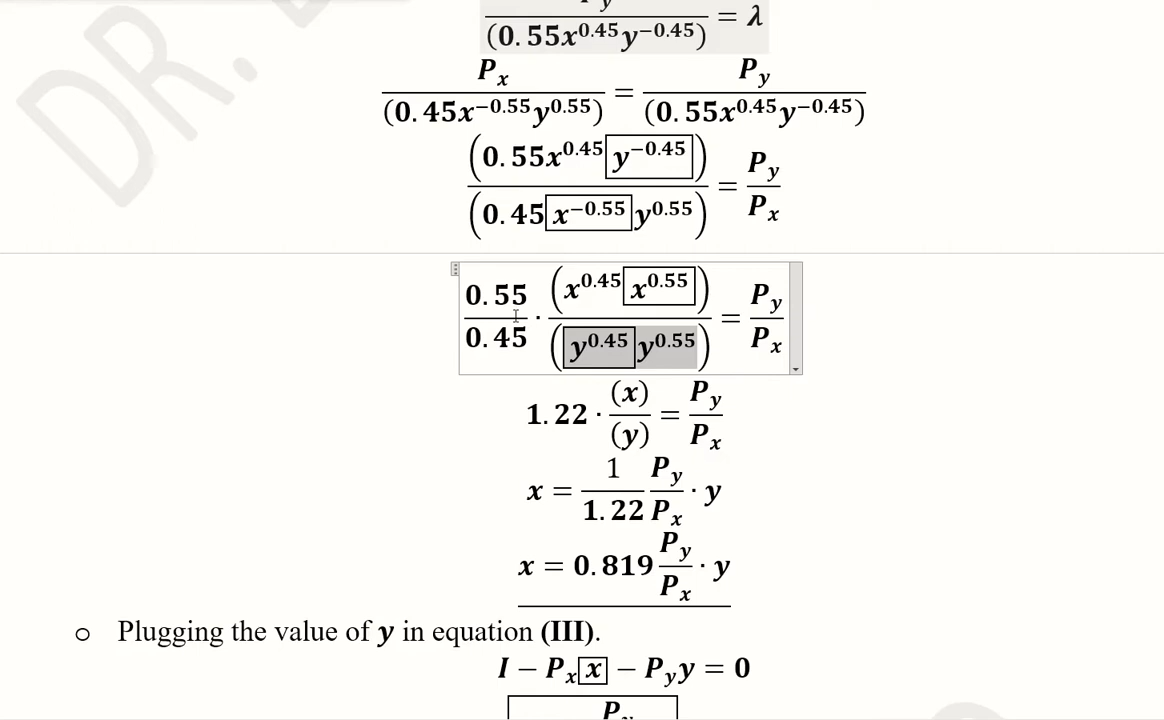 DR.
P_y / (0.55x^{0.45}y^{-0.45}) = λ
P_x / (0.45x^{-0.55}y^{0.55}) = P_y / (0.55x^{0.45}y^{-0.45})
(0.55x^{0.45}y^{-0.45}) / (0.45x^{-0.55}y^{0.55}) = P_y / P_x
0.55 / 0.45 · (x^{0.45}x^{0.55}) / (y^{0.45}y^{0.55}) = P_y / P_x
1.22 · (x) / (y) = P_y / P_x
x = 1 / 1.22 P_y / P_x · y
x = 0.819 P_y / P_x · y
o Plugging the value of y in equation (III).
I − P_x x − P_y y = 0